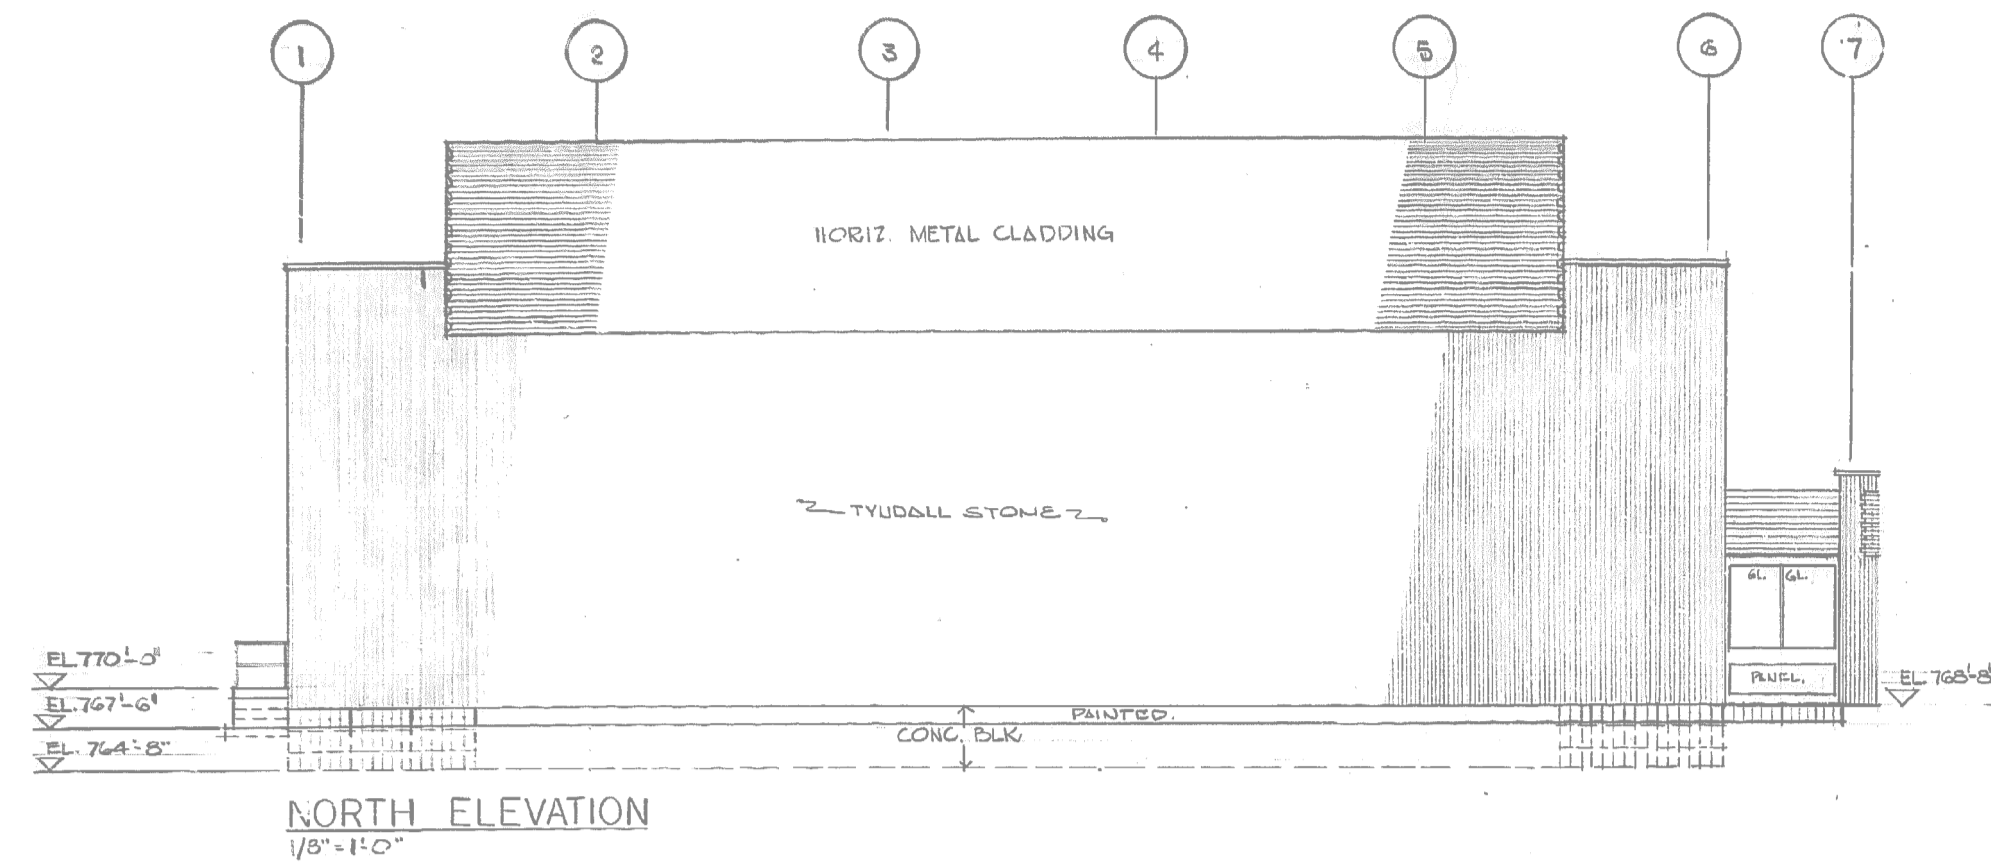 1 2 3 4 5 6 7
HORIZ. METAL CLADDING
TYNDALL STONE
GL. GL.
PANEL.
EL. 770'-0"
EL. 768'-8"
EL. 767'-6"
PAINTED.
CONC. BLK
EL. 764'-8"
NORTH ELEVATION
1/8" = 1'-0"